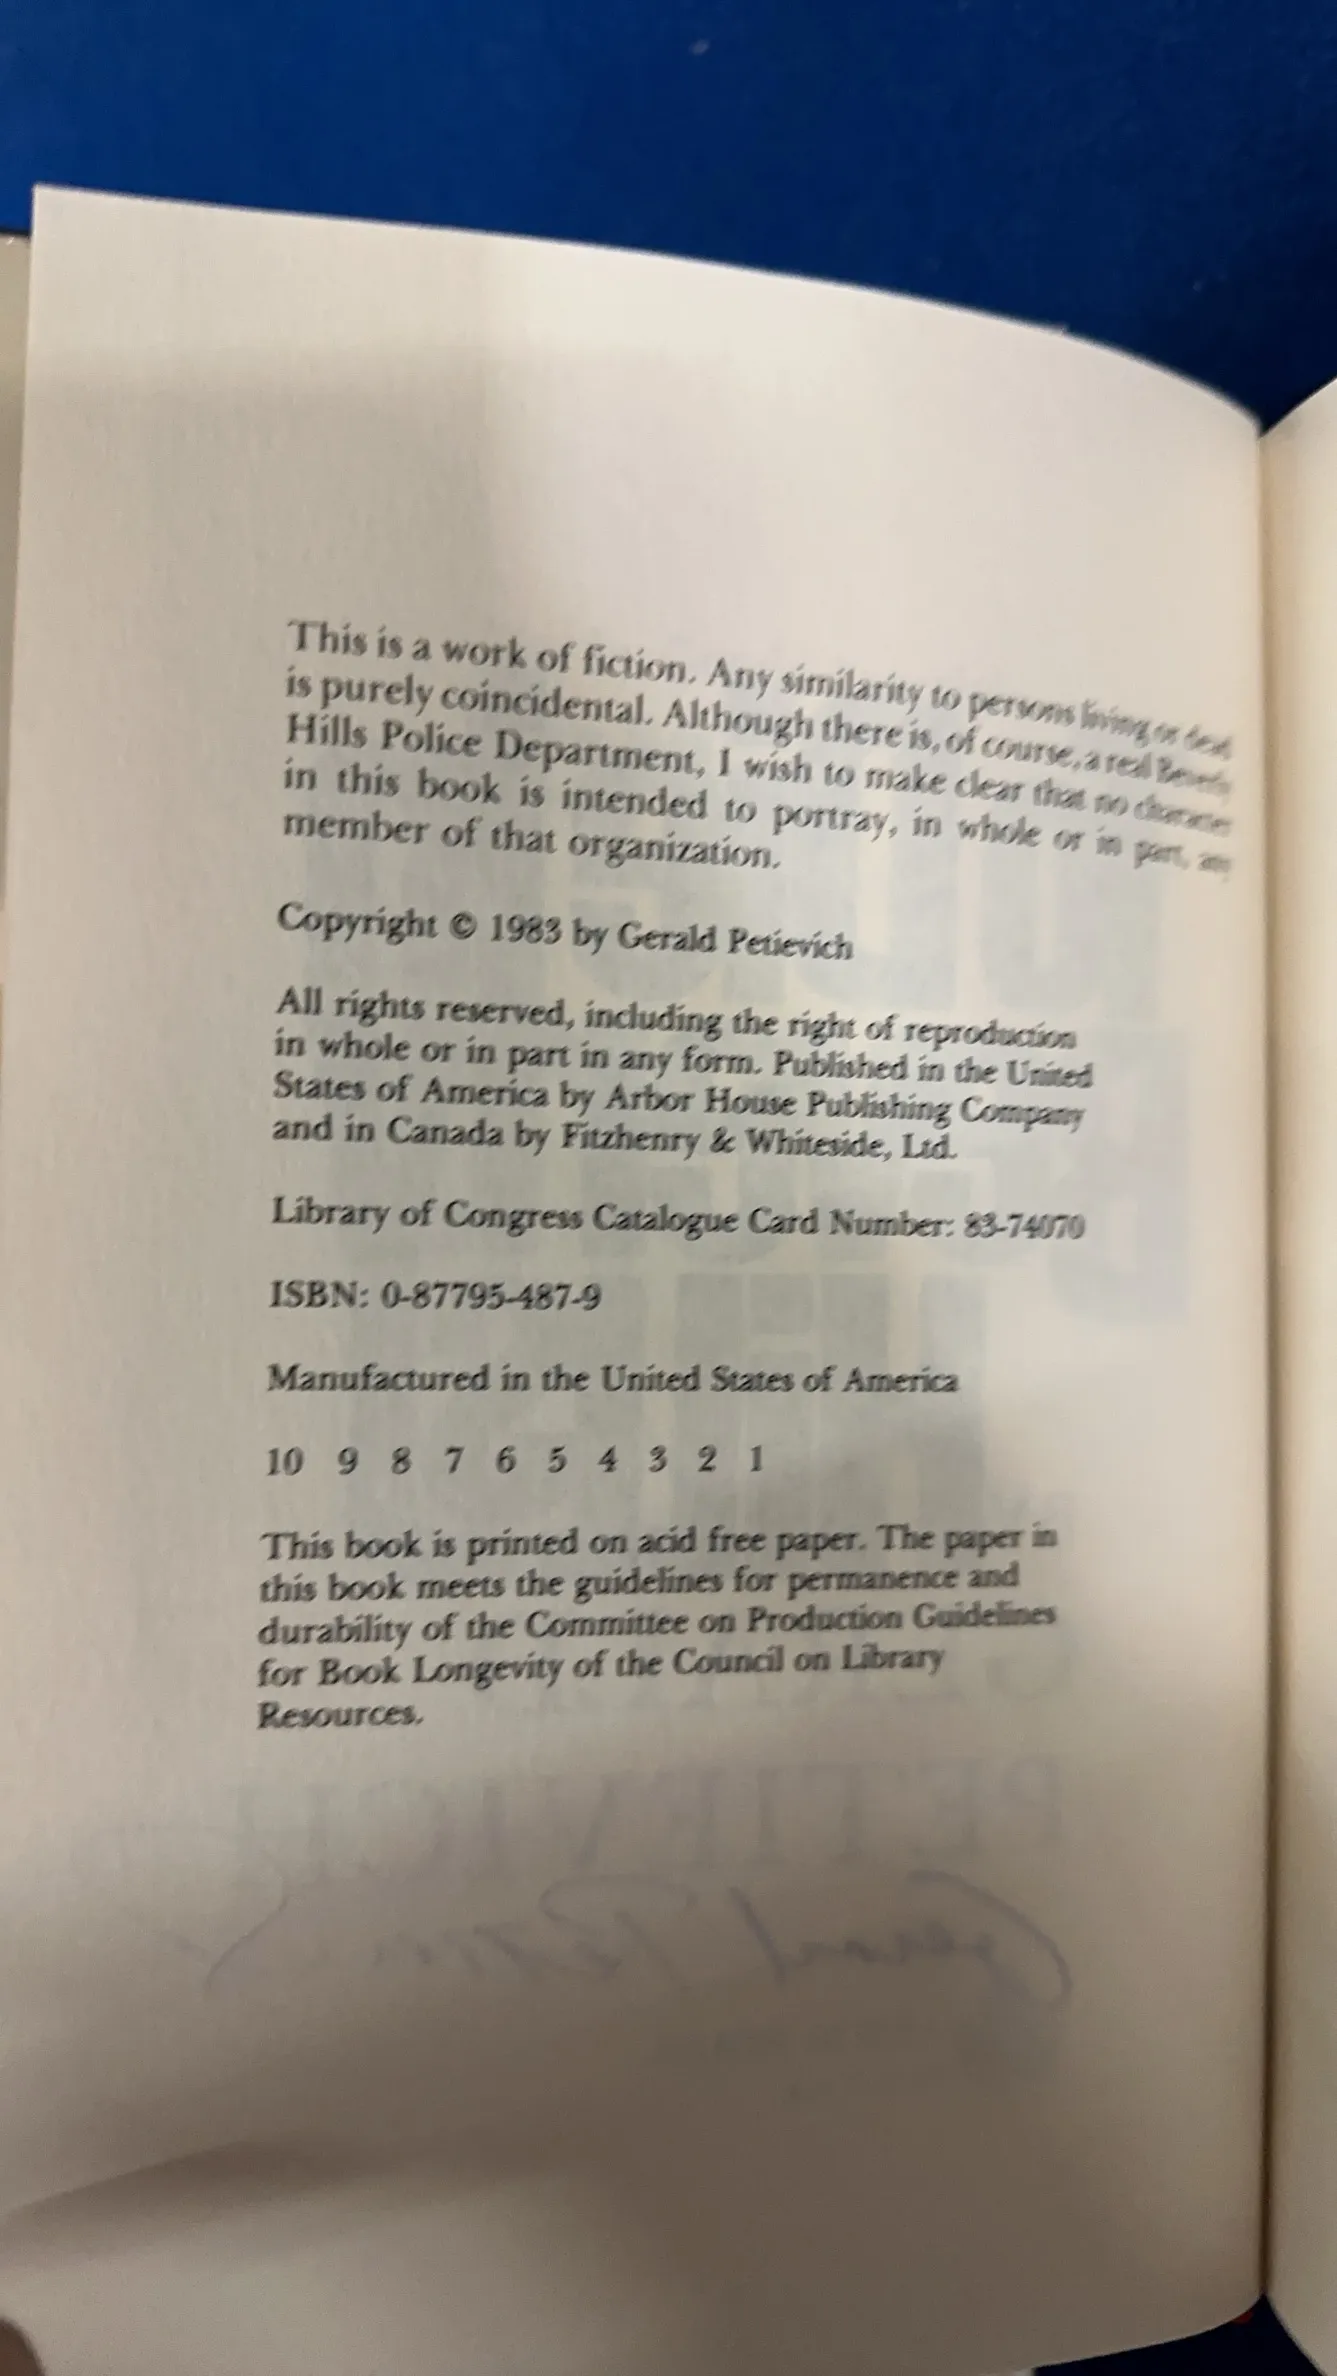 This is a work of fiction. Any similarity to persons living or dead
is purely coincidental. Although there is, of course, a real Beverly
Hills Police Department, I wish to make clear that no character
in this book is intended to portray, in whole or in part, any
member of that organization.
Copyright © 1983 by Gerald Petievich
All rights reserved, including the right of reproduction
in whole or in part in any form. Published in the United
States of America by Arbor House Publishing Company
and in Canada by Fitzhenry & Whiteside, Ltd.
Library of Congress Catalogue Card Number: 83-74070
ISBN: 0-87795-487-9
Manufactured in the United States of America
10 9 8 7 6 5 4 3 2 1
This book is printed on acid free paper. The paper in
this book meets the guidelines for permanence and
durability of the Committee on Production Guidelines
for Book Longevity of the Council on Library
Resources.